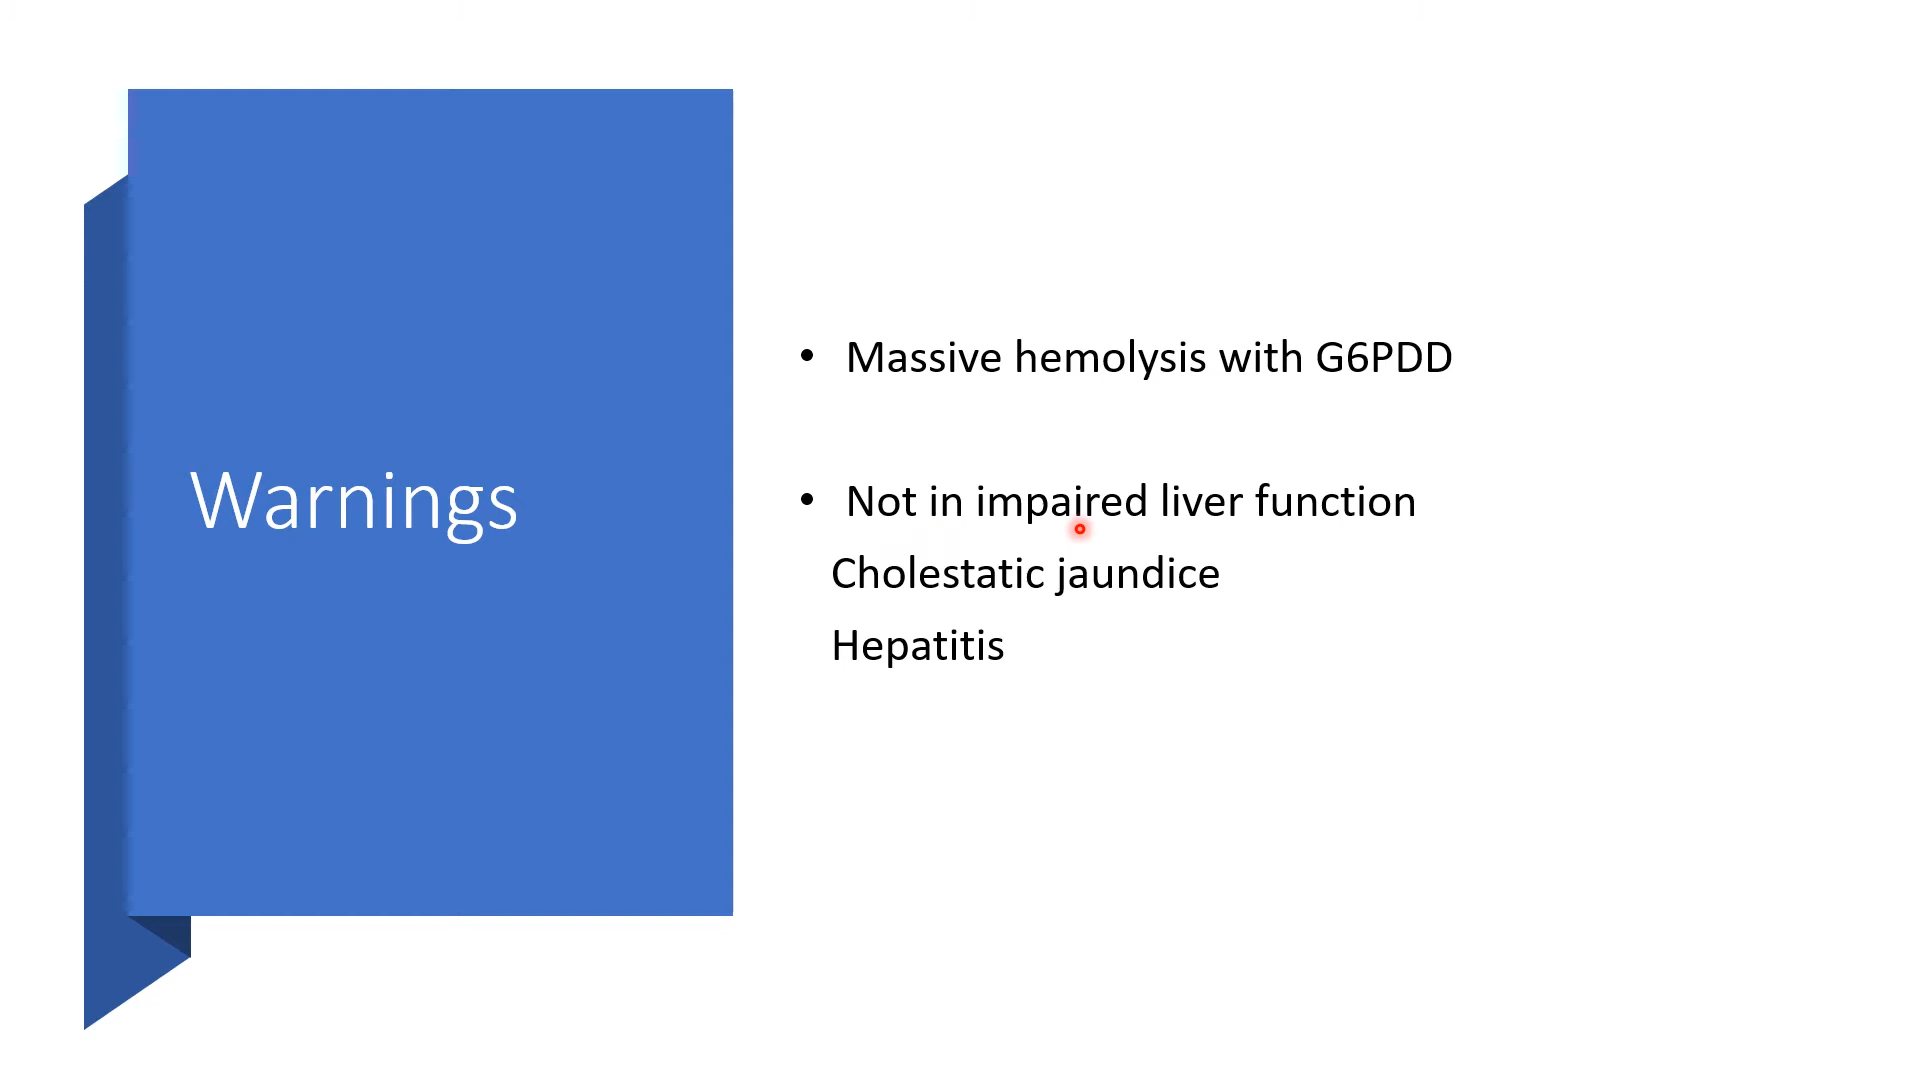 Warnings
• Massive hemolysis with G6PDD
• Not in impaired liver function
Cholestatic jaundice
Hepatitis